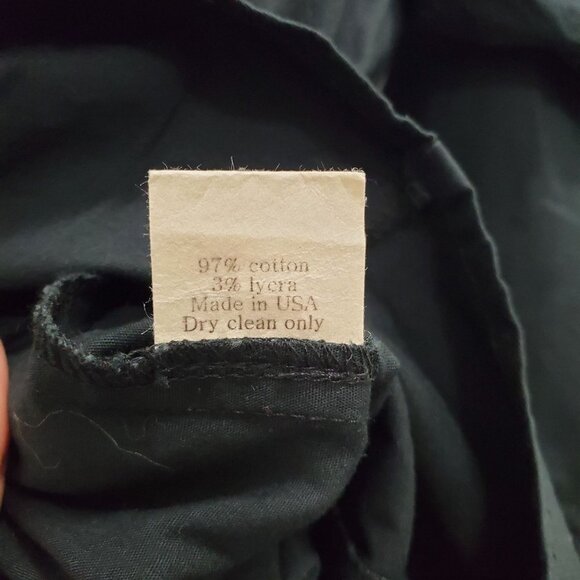 97% cotton
3% lycra
Made in USA
Dry clean only